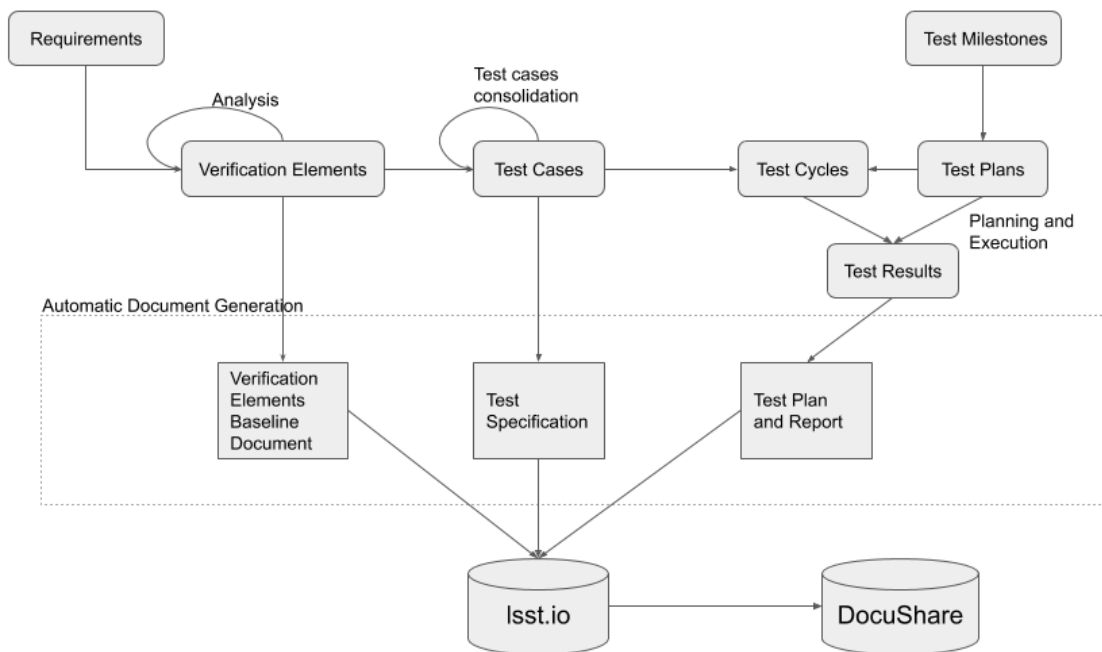 Requirements
Test Milestones
Analysis
Test cases
consolidation
Verification Elements
Test Cases
Test Cycles
Test Plans
Planning and
Execution
Test Results
Automatic Document Generation
Verification
Elements
Baseline
Document
Test
Specification
Test Plan
and Report
lsst.io
DocuShare